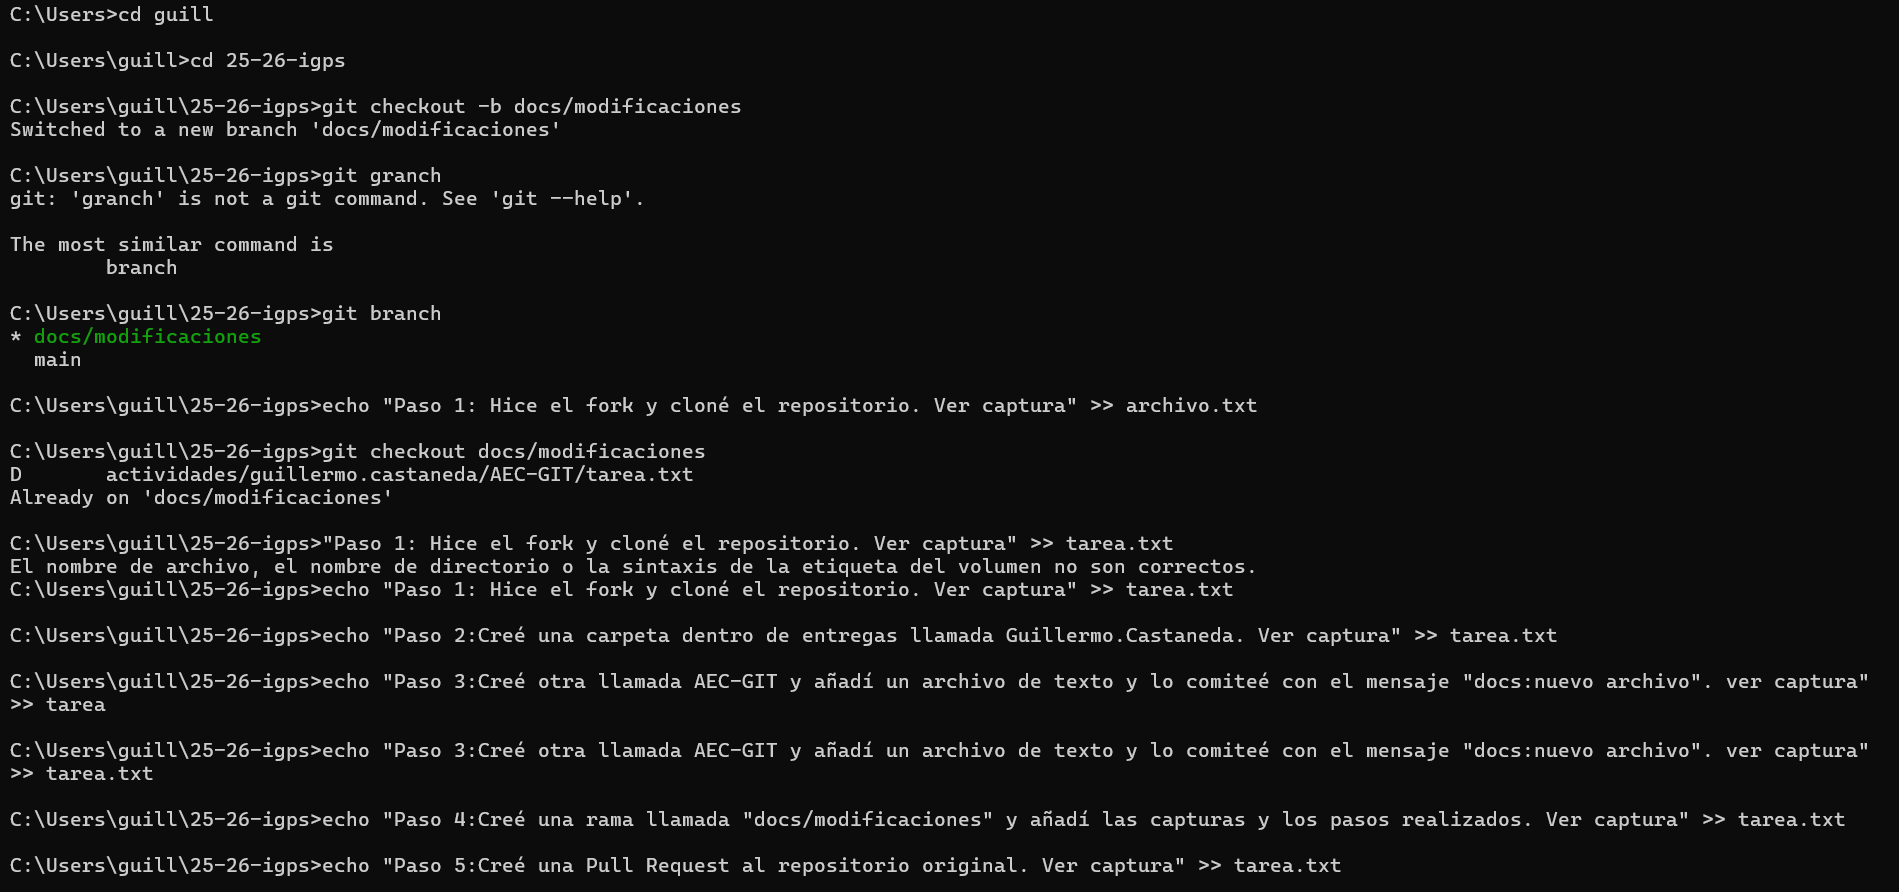 C:\Users>cd guill
C:\Users\guill>cd 25-26-igps
C:\Users\guill\25-26-igps>git checkout -b docs/modificaciones
Switched to a new branch 'docs/modificaciones'
C:\Users\guill\25-26-igps>git granch
git: 'granch' is not a git command. See 'git --help'.
The most similar command is
        branch
C:\Users\guill\25-26-igps>git branch
* docs/modificaciones
  main
C:\Users\guill\25-26-igps>echo "Paso 1: Hice el fork y cloné el repositorio. Ver captura" >> archivo.txt
C:\Users\guill\25-26-igps>git checkout docs/modificaciones
D       actividades/guillermo.castaneda/AEC-GIT/tarea.txt
Already on 'docs/modificaciones'
C:\Users\guill\25-26-igps>"Paso 1: Hice el fork y cloné el repositorio. Ver captura" >> tarea.txt
El nombre de archivo, el nombre de directorio o la sintaxis de la etiqueta del volumen no son correctos.
C:\Users\guill\25-26-igps>echo "Paso 1: Hice el fork y cloné el repositorio. Ver captura" >> tarea.txt
C:\Users\guill\25-26-igps>echo "Paso 2:Creé una carpeta dentro de entregas llamada Guillermo.Castaneda. Ver captura" >> tarea.txt
C:\Users\guill\25-26-igps>echo "Paso 3:Creé otra llamada AEC-GIT y añadí un archivo de texto y lo comiteé con el mensaje "docs:nuevo archivo". ver captura"
>> tarea
C:\Users\guill\25-26-igps>echo "Paso 3:Creé otra llamada AEC-GIT y añadí un archivo de texto y lo comiteé con el mensaje "docs:nuevo archivo". ver captura"
>> tarea.txt
C:\Users\guill\25-26-igps>echo "Paso 4:Creé una rama llamada "docs/modificaciones" y añadí las capturas y los pasos realizados. Ver captura" >> tarea.txt
C:\Users\guill\25-26-igps>echo "Paso 5:Creé una Pull Request al repositorio original. Ver captura" >> tarea.txt